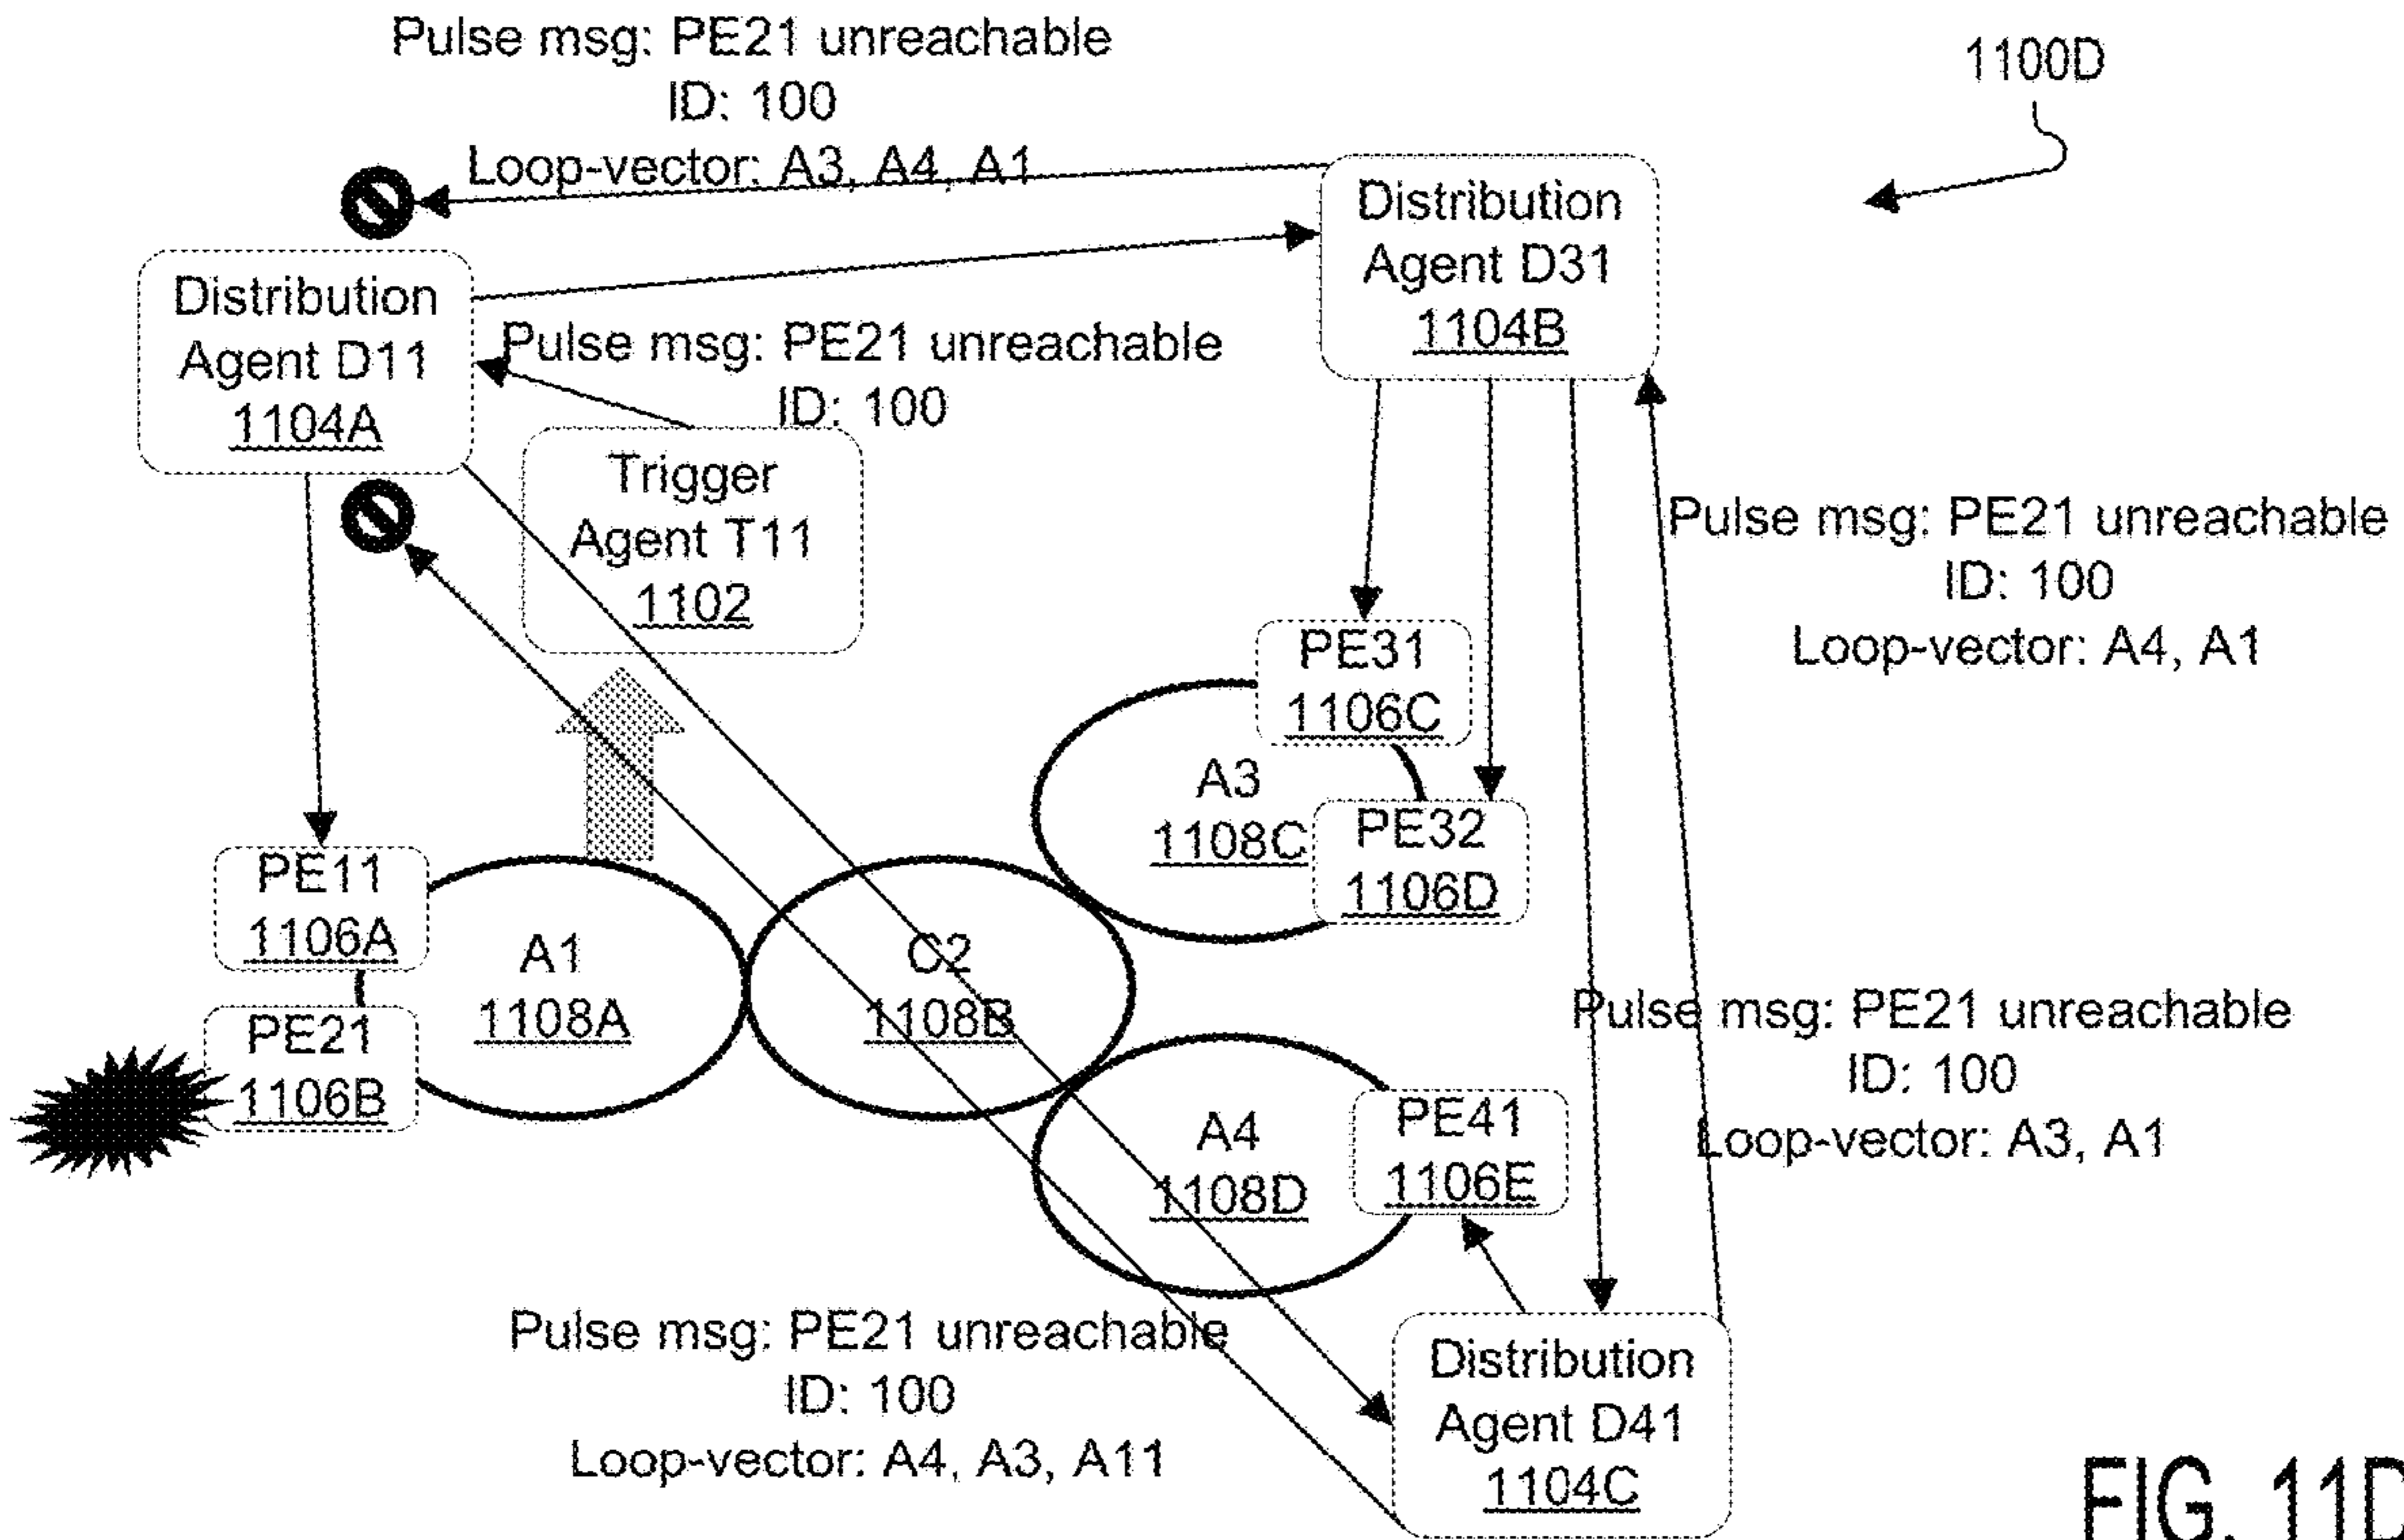 Pulse msg: PE21 unreachable
ID: 100
Loop-vector: A3, A4, A1
1100D
Distribution
Agent D31
1104B
Distribution
Agent D11
1104A
Pulse msg: PE21 unreachable
ID: 100
Trigger
Agent T11
1102
Pulse msg: PE21 unreachable
ID: 100
Loop-vector: A4, A1
PE31
1106C
A3
1108C
PE32
1106D
PE11
1106A
A1
1108A
C2
1108B
PE21
1106B
Pulse msg: PE21 unreachable
ID: 100
Loop-vector: A3, A1
A4
1108D
PE41
1106E
Pulse msg: PE21 unreachable
ID: 100
Loop-vector: A4, A3, A11
Distribution
Agent D41
1104C
FIG. 11D